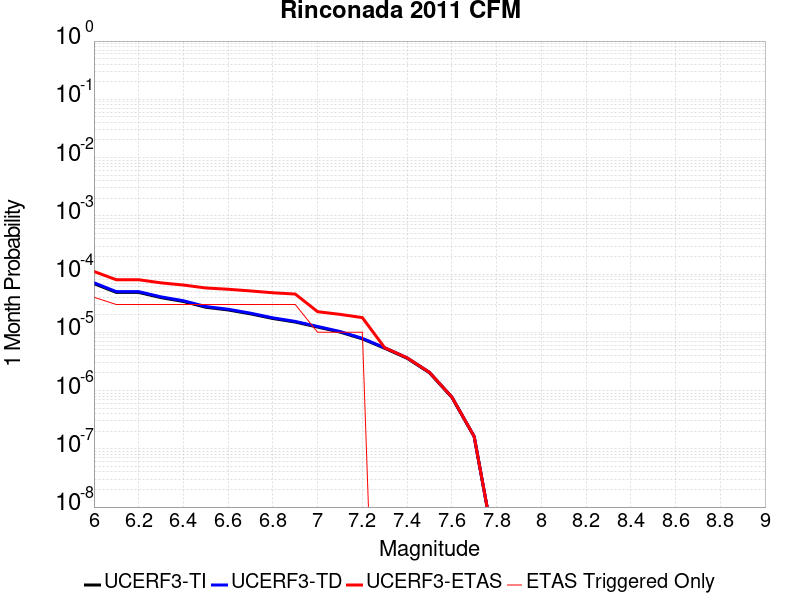 Rinconada 2011 CFM
10^0
10^-1
10^-2
10^-3
10^-4
10^-5
10^-6
10^-7
10^-8
1 Month Probability
6 6.2 6.4 6.6 6.8 7 7.2 7.4 7.6 7.8 8 8.2 8.4 8.6 8.8 9
Magnitude
UCERF3-TI UCERF3-TD UCERF3-ETAS ETAS Triggered Only